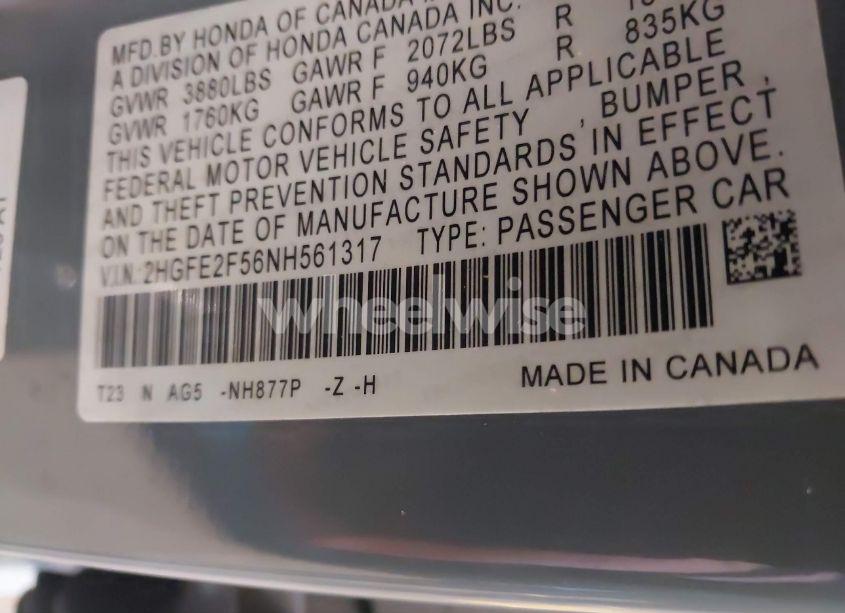 MFD.BY HONDA OF CANADA
A DIVISION OF HONDA CANADA INC.
GVWR 3880LBS GAWR F 2072LBS R
GVWR 1760KG GAWR F 940KG R 835KG
THIS VEHICLE CONFORMS TO ALL APPLICABLE
FEDERAL MOTOR VEHICLE SAFETY , BUMPER ,
AND THEFT PREVENTION STANDARDS IN EFFECT
ON THE DATE OF MANUFACTURE SHOWN ABOVE.
V.I.N.:2HGFE2F56NH561317 TYPE: PASSENGER CAR
wheelwise
T23 N AG5 -NH877P -Z -H
MADE IN CANADA